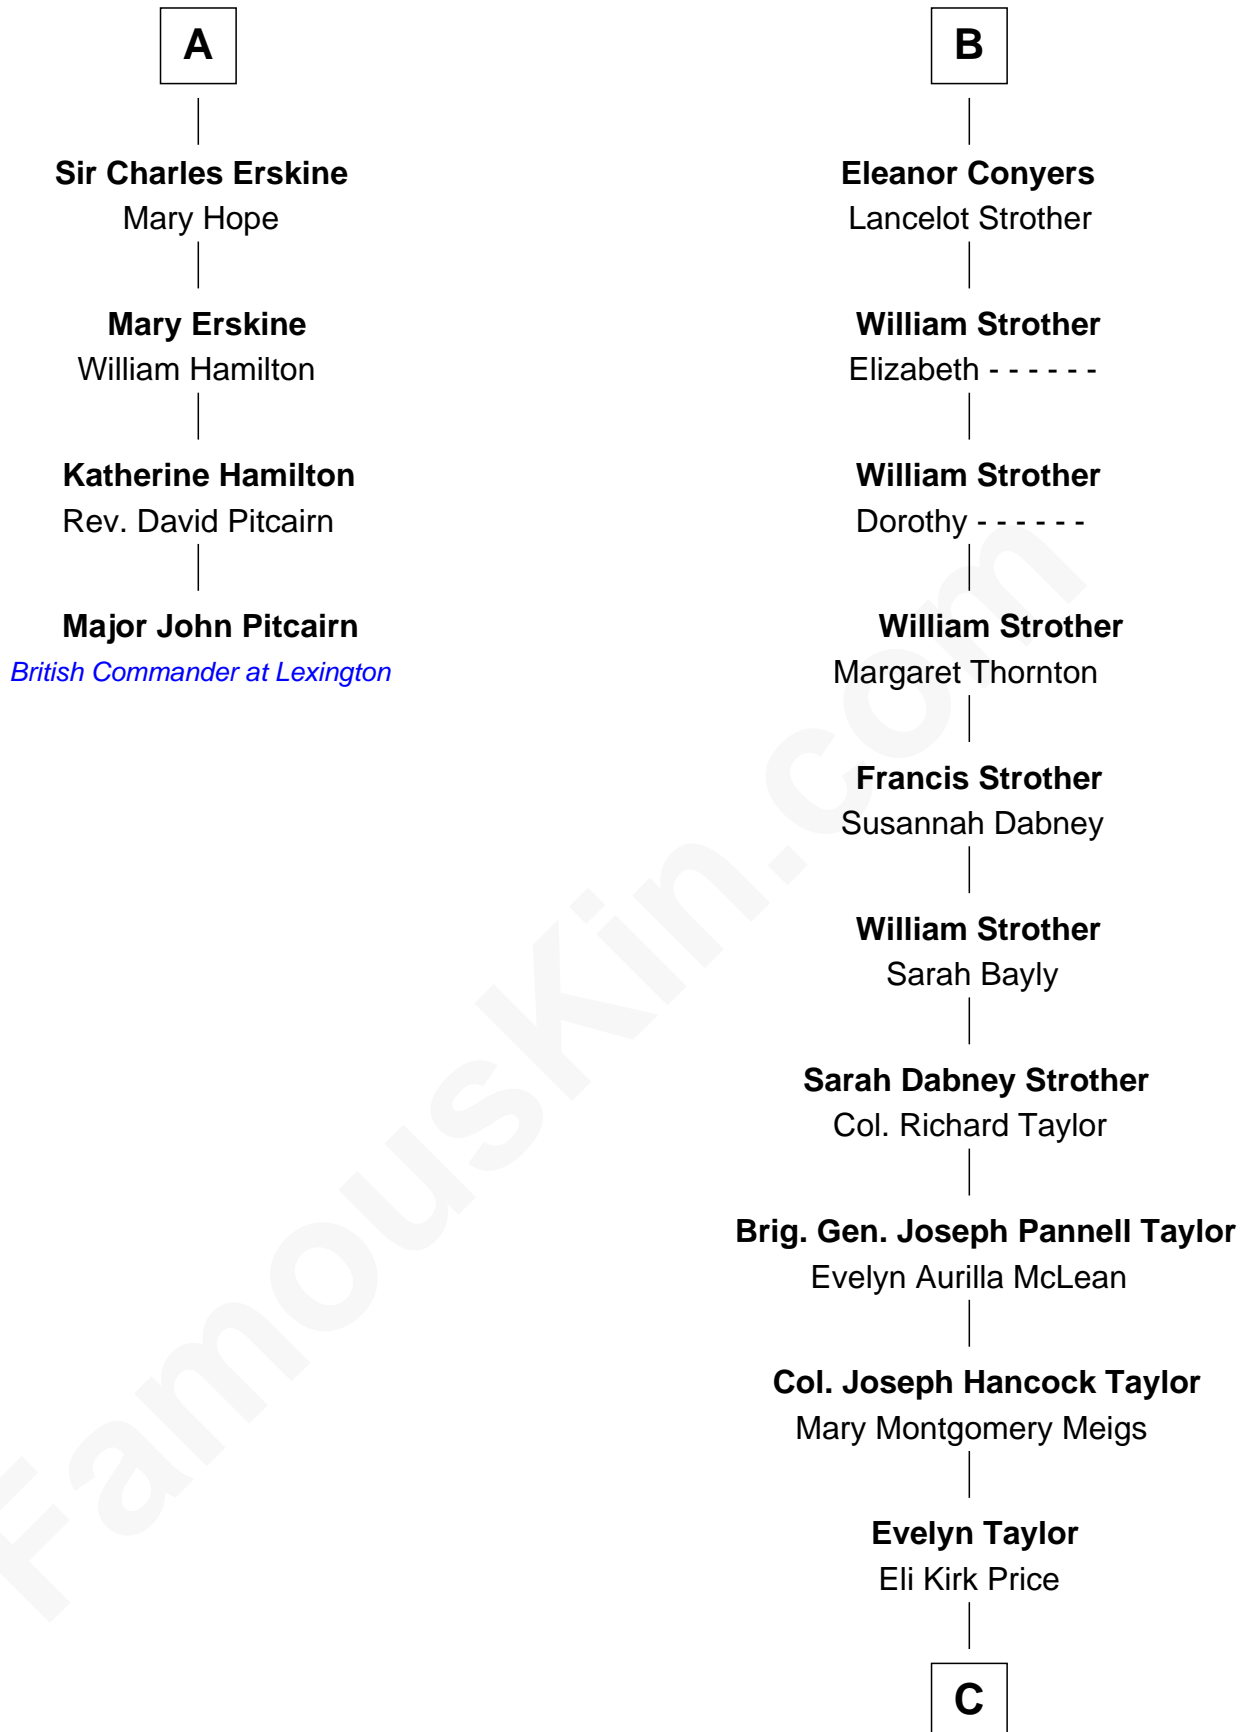 A
Sir Charles Erskine
Mary Hope
Mary Erskine
William Hamilton
Katherine Hamilton
Rev. David Pitcairn
Major John Pitcairn
British Commander at Lexington
B
Eleanor Conyers
Lancelot Strother
William Strother
Elizabeth - - - - - -
William Strother
Dorothy - - - - - -
William Strother
Margaret Thornton
Francis Strother
Susannah Dabney
William Strother
Sarah Bayly
Sarah Dabney Strother
Col. Richard Taylor
Brig. Gen. Joseph Pannell Taylor
Evelyn Aurilla McLean
Col. Joseph Hancock Taylor
Mary Montgomery Meigs
Evelyn Taylor
Eli Kirk Price
C
FamousKin.com